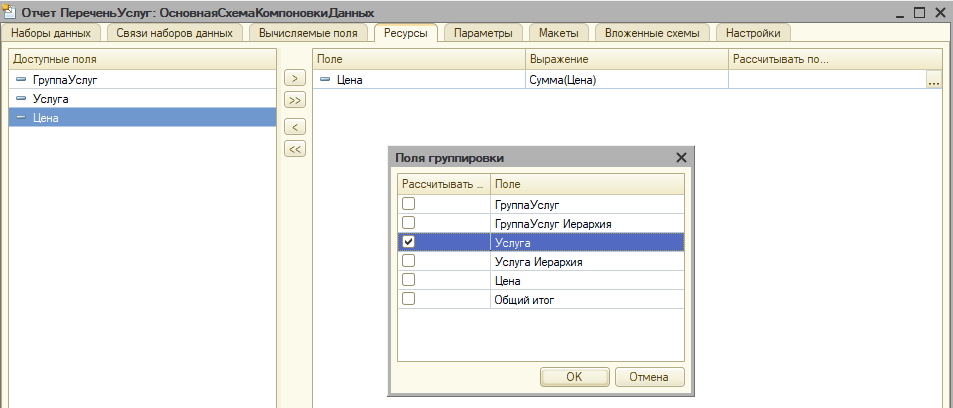 Отчет ПереченьУслуг: ОсновнаяСхемаКомпоновкиДанных
Наборы данных Связи наборов данных Вычисляемые поля Ресурсы Параметры Макеты Вложенные схемы Настройки
Доступные поля
ГруппаУслуг
Услуга
Цена
>
>>
<
<<
Поле Выражение Рассчитывать по...
Цена Сумма(Цена) ...
Поля группировки
Рассчитывать ... Поле
ГруппаУслуг
ГруппаУслуг Иерархия
Услуга
Услуга Иерархия
Цена
Общий итог
OK Отмена